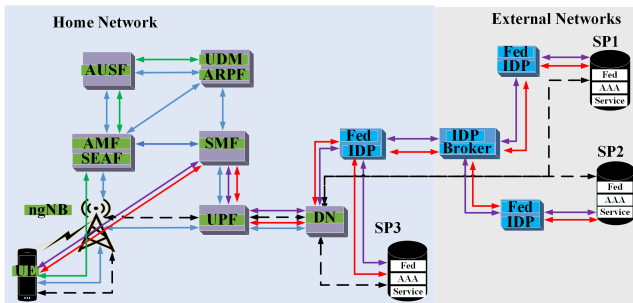 Home Network
External Networks
AUSF
UDM
ARPF
Fed
IDP
SP1
Fed
AAA
Service
AMF
SEAF
SMF
Fed
IDP
IDP
Broker
SP2
Fed
AAA
Service
ngNB
UPF
DN
Fed
IDP
SP3
Fed
AAA
Service
UE